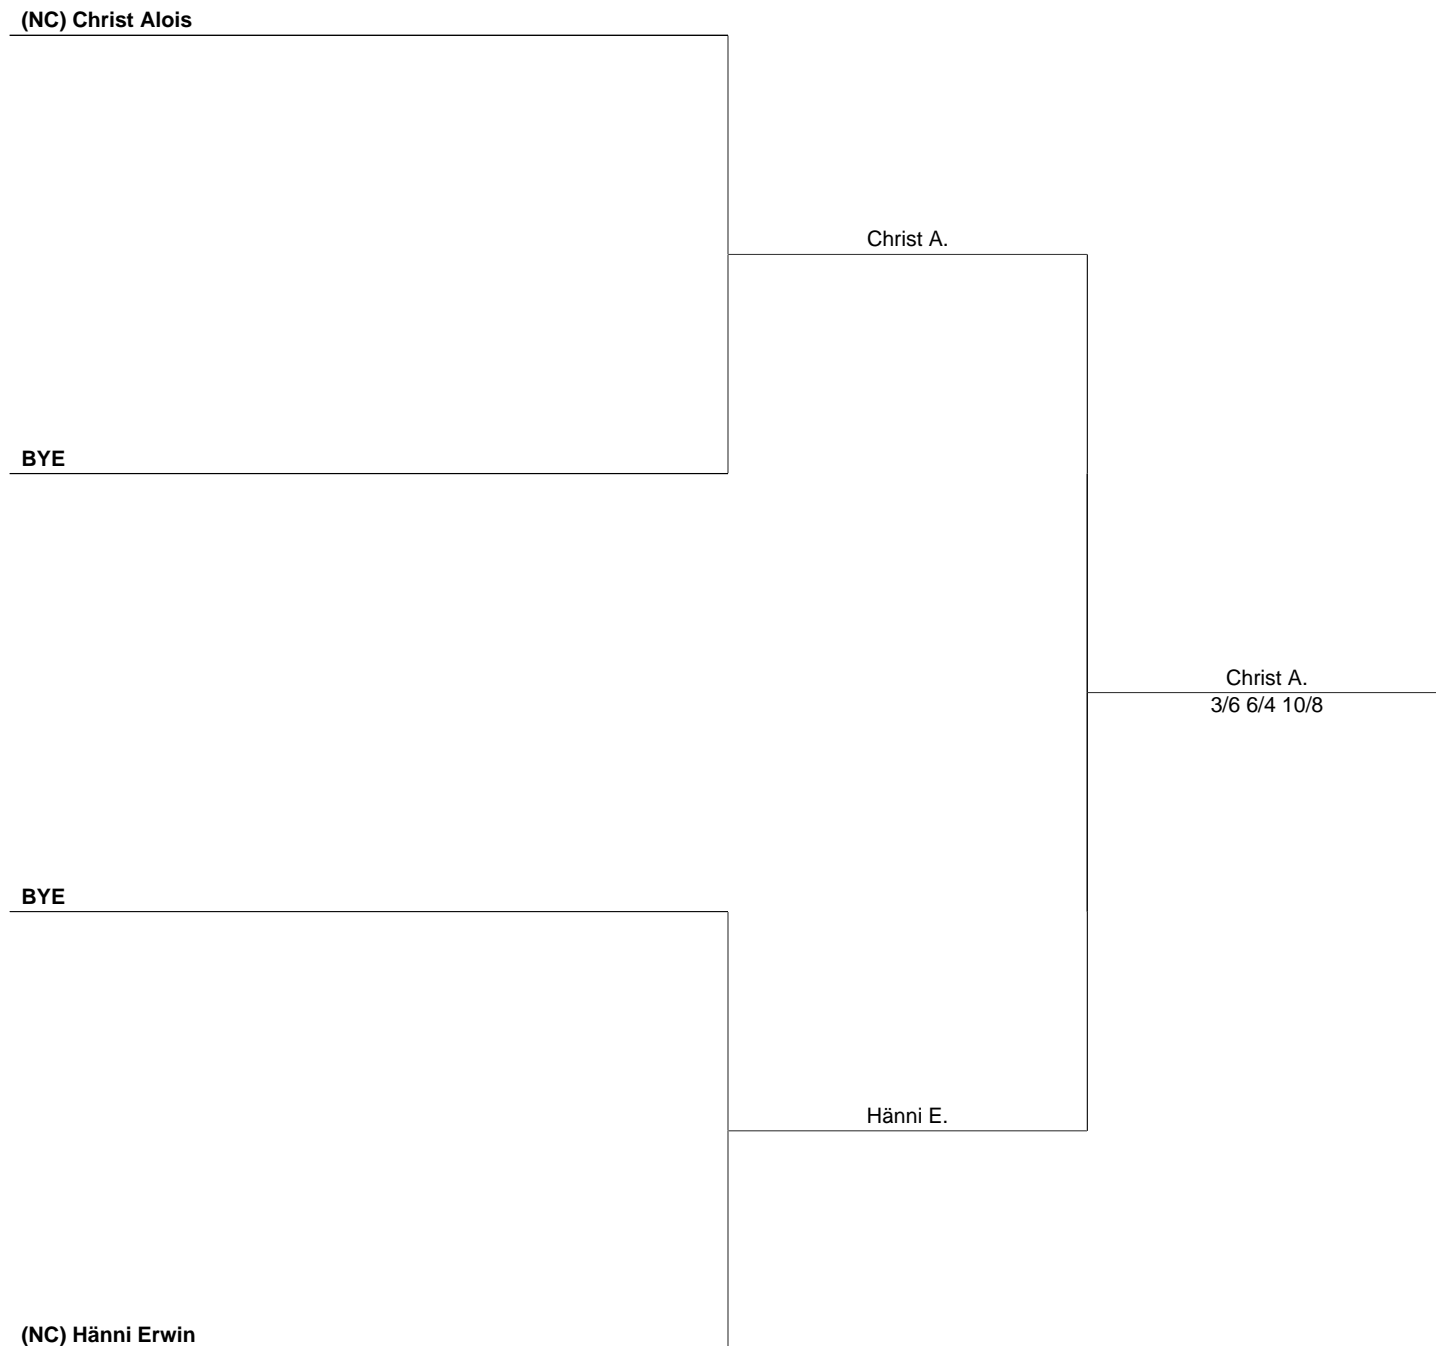 (NC) Christ Alois
Christ A.
BYE
Christ A.
3/6 6/4 10/8
BYE
Hänni E.
(NC) Hänni Erwin